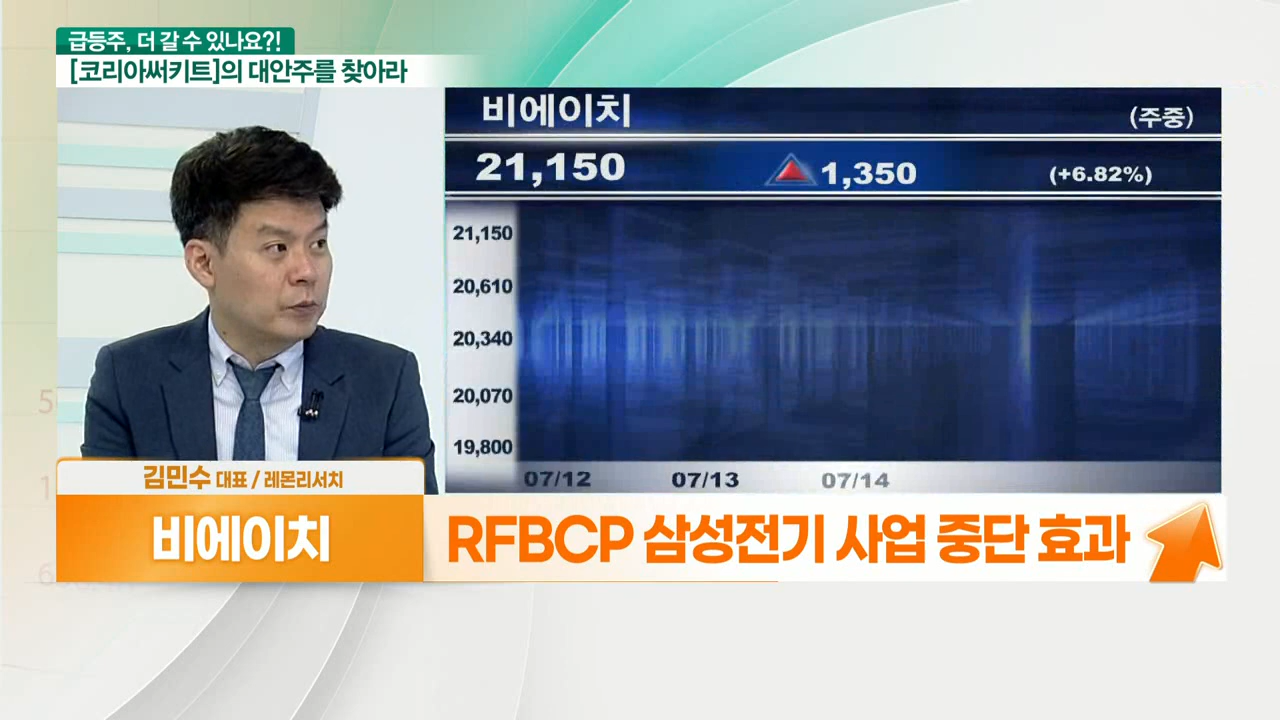 급등주, 더 갈 수 있나요?!
[코리아써키트]의 대안주를 찾아라
비에이치
(주중)
21,150
1,350
(+6.82%)
21,150
20,610
20,340
20,070
19,800
07/12
07/13
07/14
김민수 대표 / 레몬리서치
비에이치
RFBCP 삼성전기 사업 중단 효과